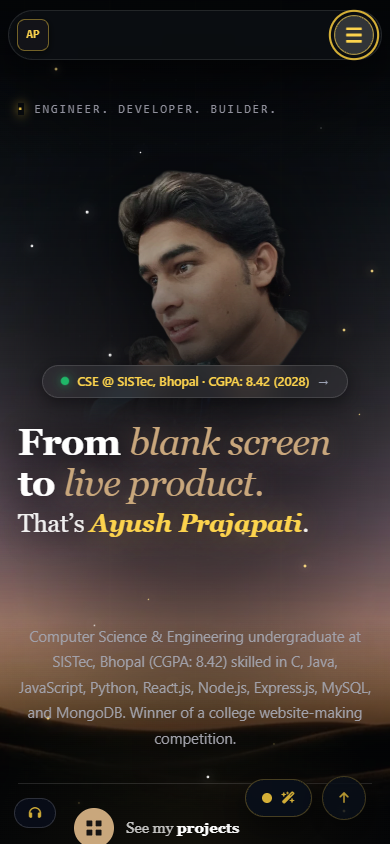 AP
ENGINEER. DEVELOPER. BUILDER.
CSE @ SISTec, Bhopal · CGPA: 8.42 (2028) →
From blank screen
to live product.
That's Ayush Prajapati.
Computer Science & Engineering undergraduate at
SISTec, Bhopal (CGPA: 8.42) skilled in C, Java,
JavaScript, Python, React.js, Node.js, Express.js, MySQL,
and MongoDB. Winner of a college website-making
competition.
See my projects